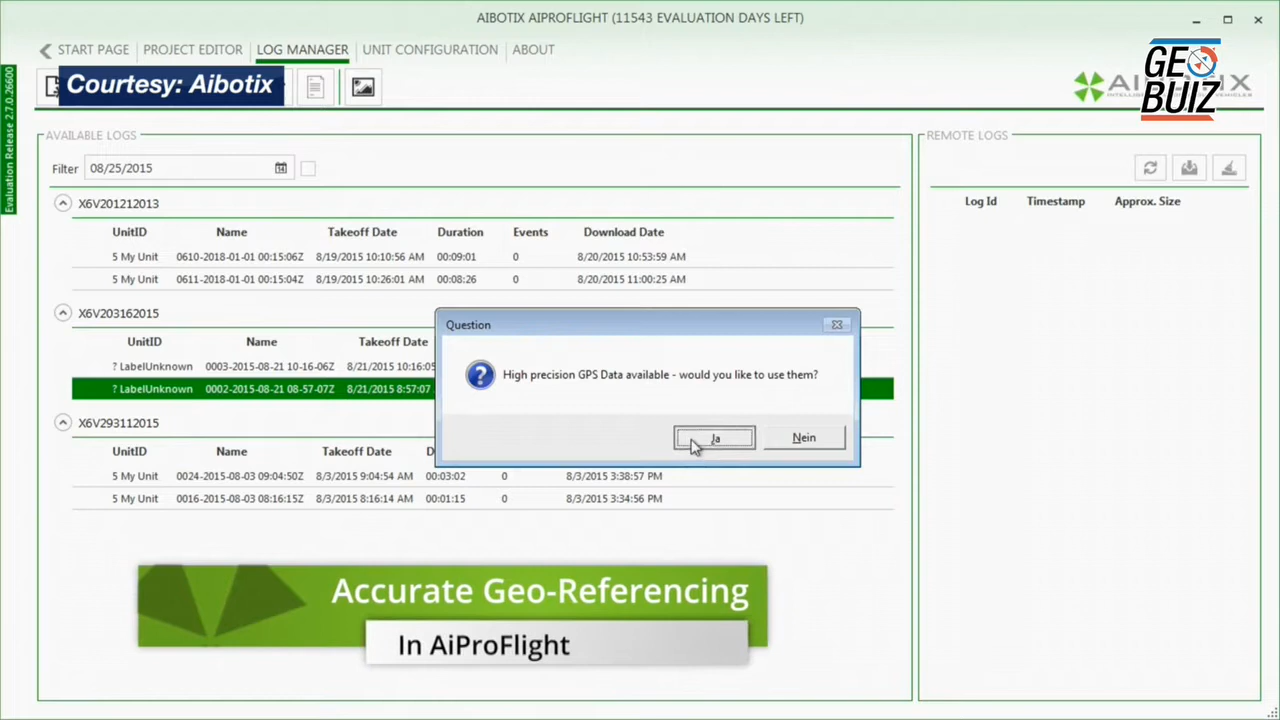 AIBOTIX AIPROFLIGHT (11543 EVALUATION DAYS LEFT)
START PAGE PROJECT EDITOR LOG MANAGER UNIT CONFIGURATION ABOUT
Courtesy: Aibotix
GEO
BUIZ
AIBOTIX
Evaluation Release 2.7.0.26600
AVAILABLE LOGS
Filter 08/25/2015
X6V201212013
UnitID Name Takeoff Date Duration Events Download Date
5 My Unit 0610-2018-01-01 00:15:06Z 8/19/2015 10:10:56 AM 00:09:01 0 8/20/2015 10:53:59 AM
5 My Unit 0611-2018-01-01 00:15:04Z 8/19/2015 10:26:01 AM 00:08:26 0 8/20/2015 11:00:25 AM
X6V203162015
UnitID Name Takeoff Date
? LabelUnknown 0003-2015-08-21 10-16-06Z 8/21/2015 10:16:05
? LabelUnknown 0002-2015-08-21 08-57-07Z 8/21/2015 8:57:07
X6V293112015
UnitID Name Takeoff Date D
5 My Unit 0024-2015-08-03 09:04:50Z 8/3/2015 9:04:54 AM 00:03:02 0 8/3/2015 3:38:57 PM
5 My Unit 0016-2015-08-03 08:16:15Z 8/3/2015 8:16:14 AM 00:01:15 0 8/3/2015 3:34:56 PM
Question
High precision GPS Data available - would you like to use them?
Ja Nein
REMOTE LOGS
Log Id Timestamp Approx. Size
Accurate Geo-Referencing
In AiProFlight